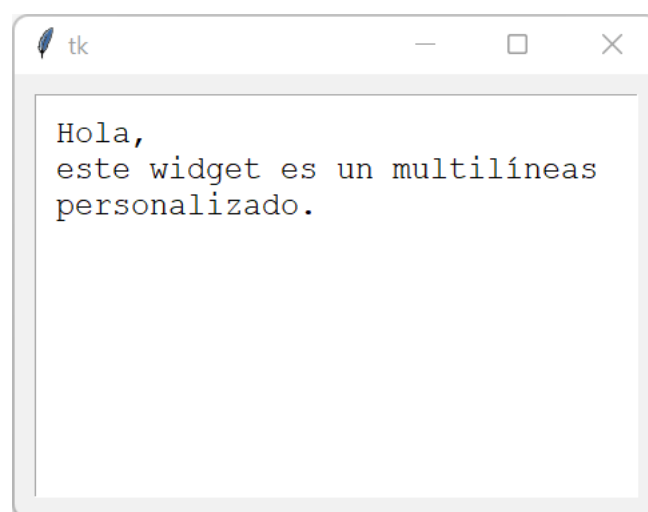 tk
Hola,
este widget es un multilíneas
personalizado.